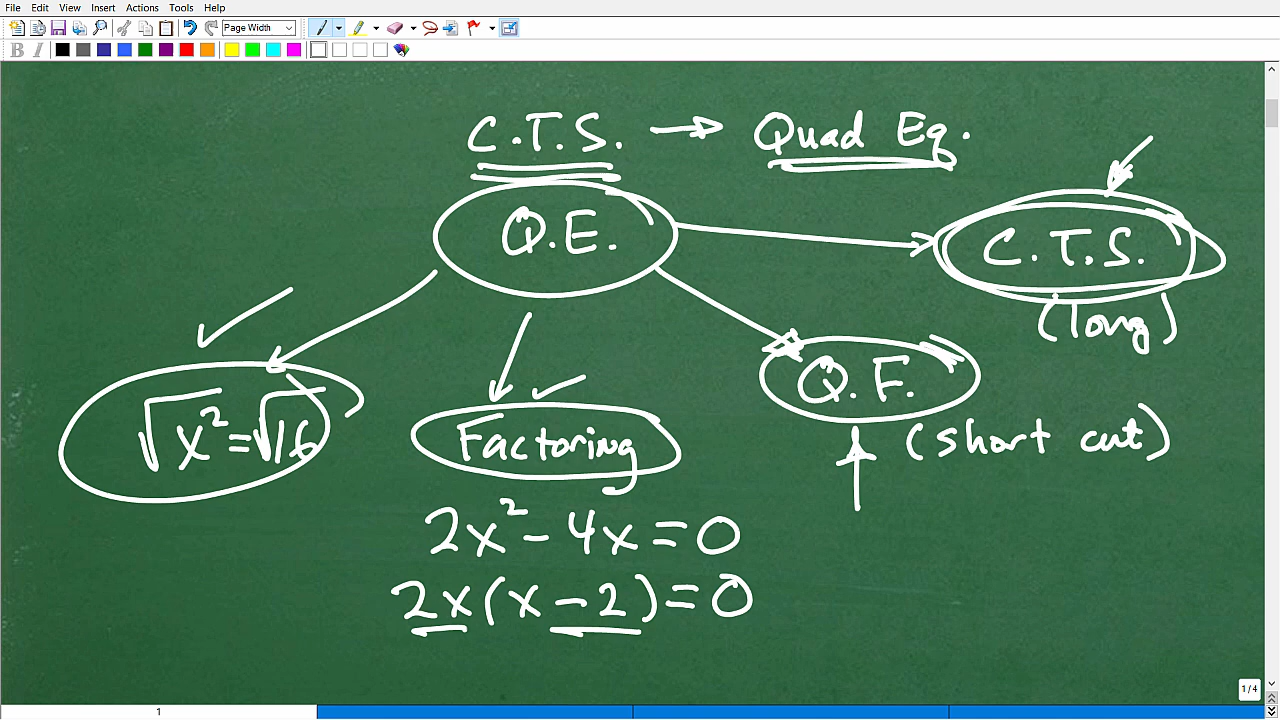 File Edit View Insert Actions Tools Help
Page Width
B I
C.T.S. → Quad Eq.
Q.E.
C.T.S.
(long)
√x² = √16
Factoring
Q.F.
(short cut)
2x² - 4x = 0
2x(x - 2) = 0
1/4
1